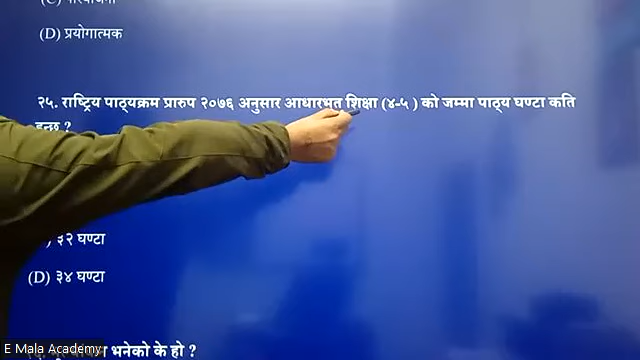 (D) प्रयोगात्मक
२५. राष्ट्रिय पाठ्यक्रम प्रारुप २०७६ अनुसार आधारभूत शिक्षा (४-५ ) को जम्मा पाठ्य घण्टा कति
हुन्छ ?
) ३२ घण्टा
(D) ३४ घण्टा
भनेको के हो ?
E Mala Academy